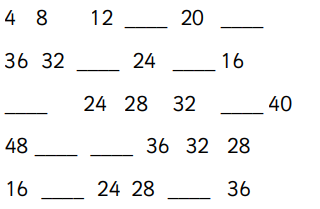 4 8 12 ____ 20 ____
36 32 ____ 24 ____ 16
____ 24 28 32 ____ 40
48 ____ ____ 36 32 28
16 ____ 24 28 ____ 36